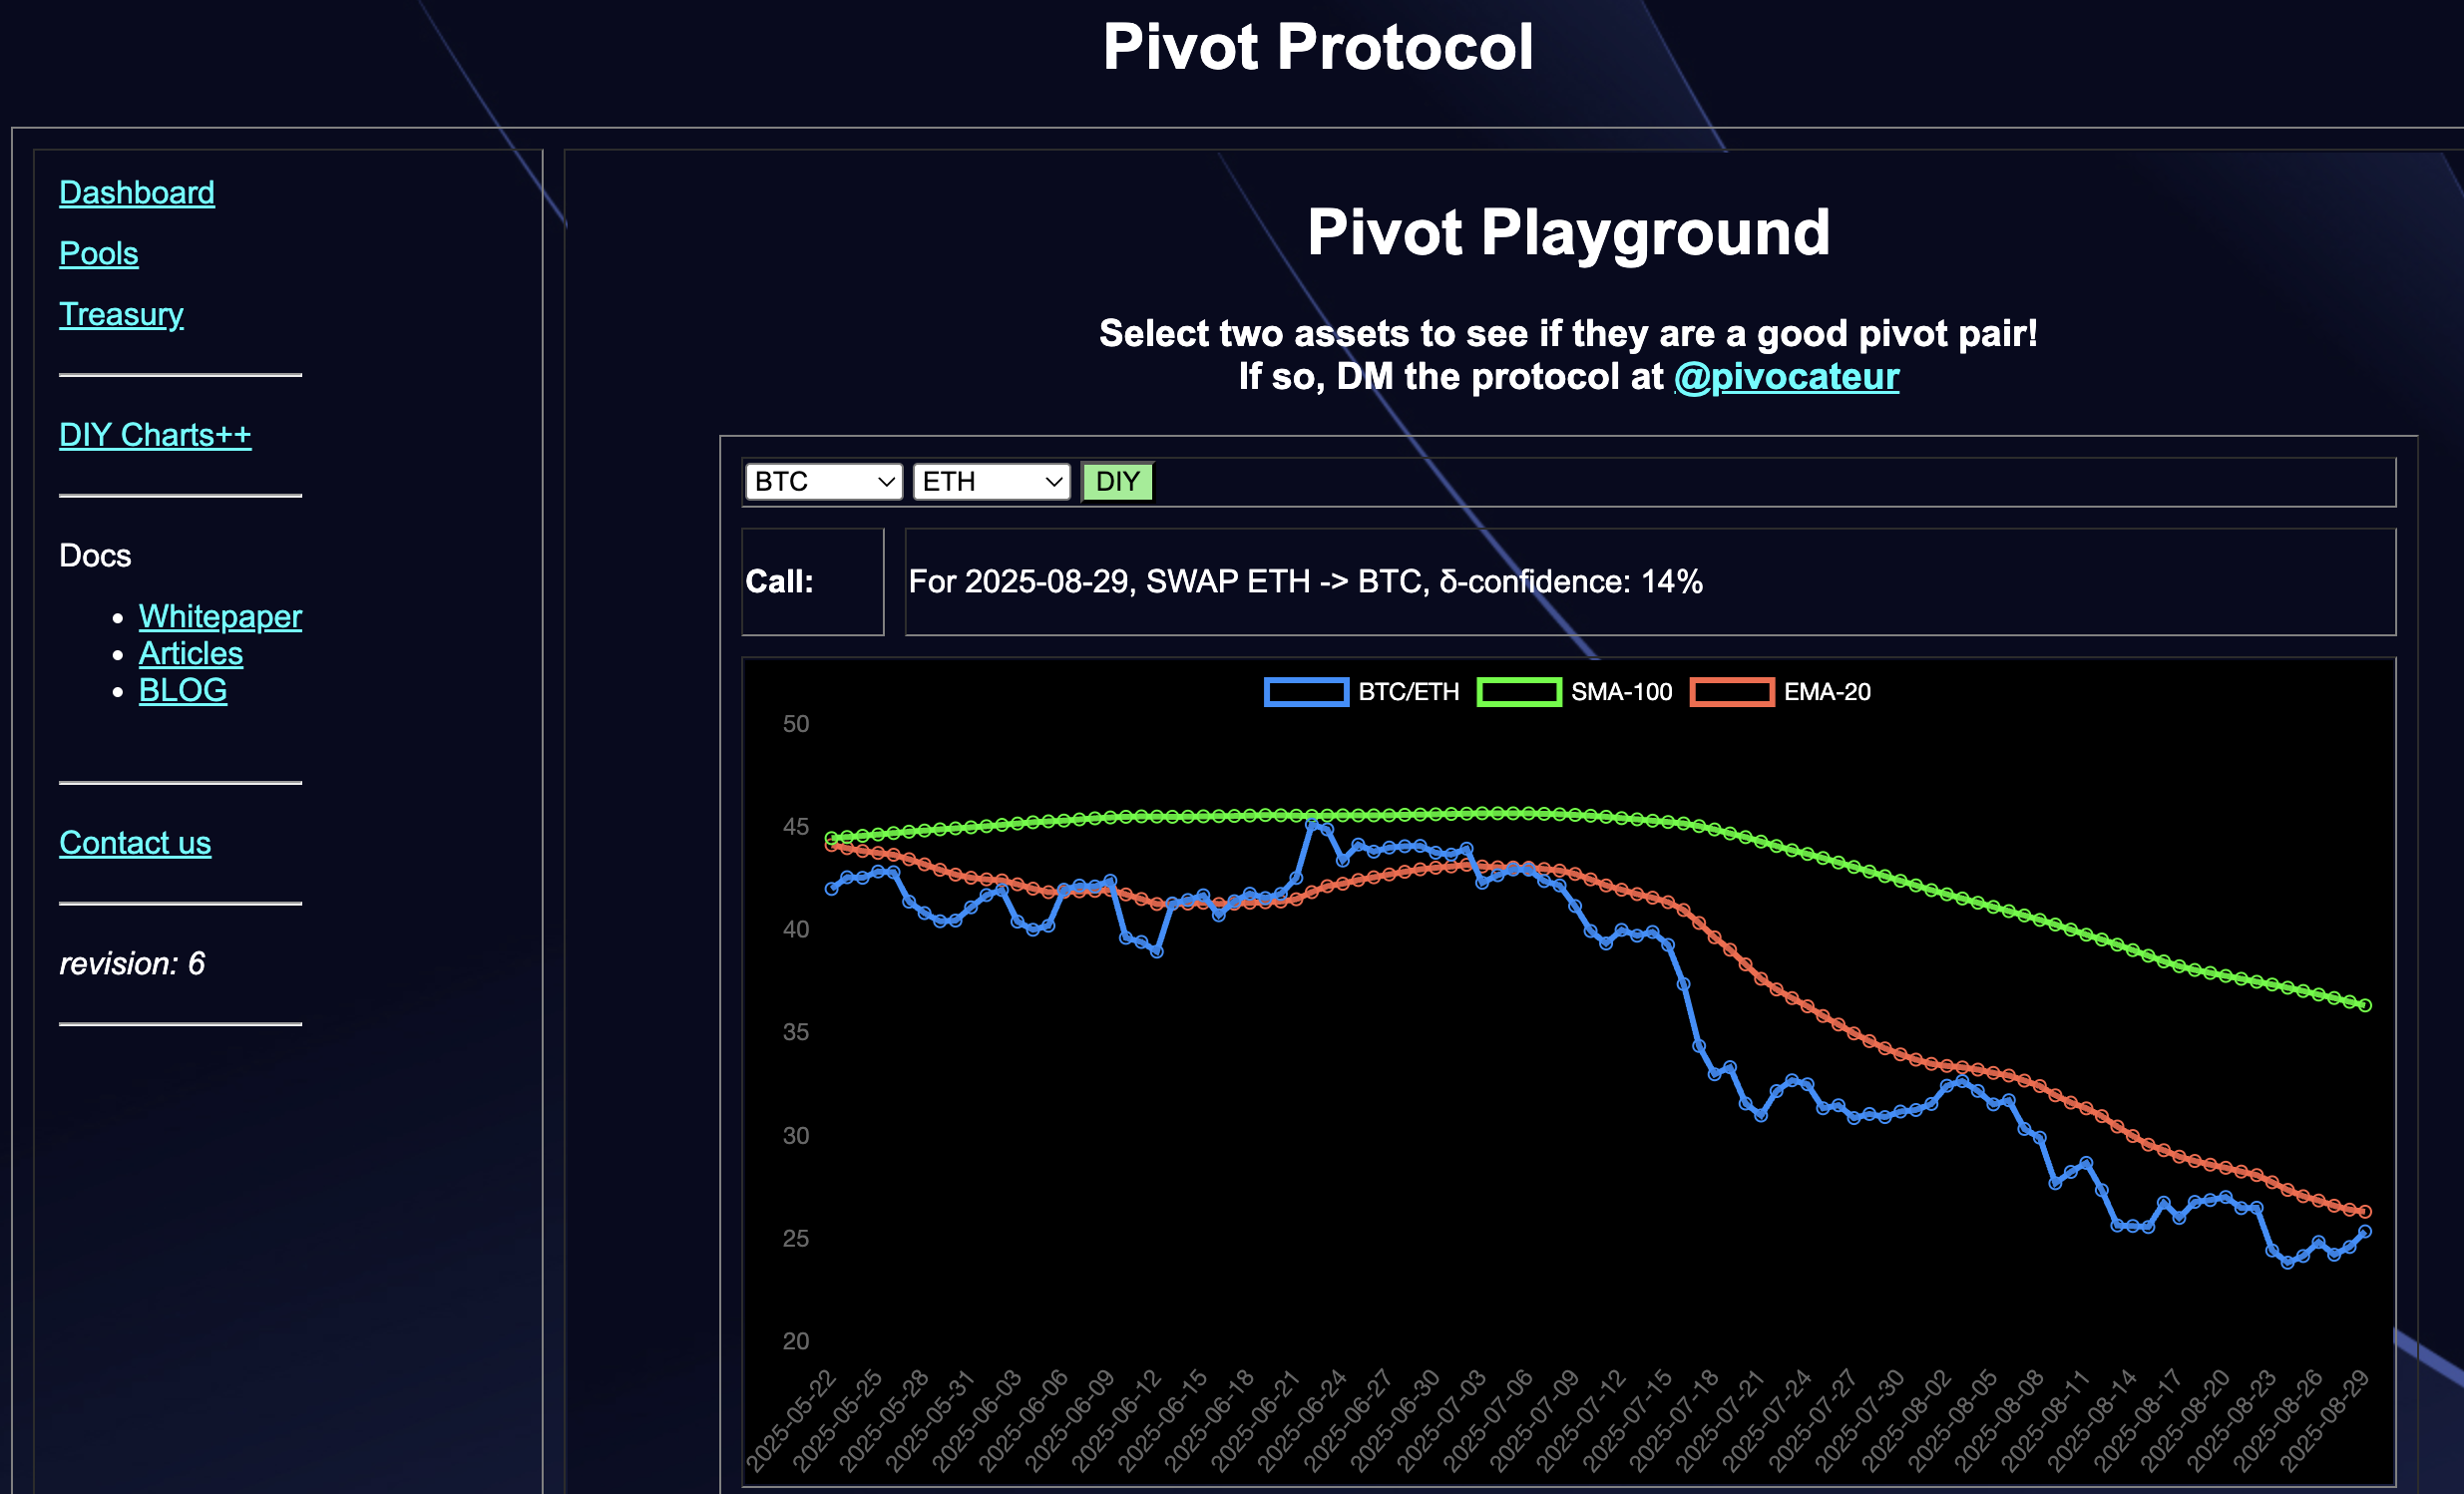 Pivot Protocol
Dashboard
Pools
Treasury
DIY Charts++
Docs
Whitepaper
Articles
BLOG
Contact us
revision: 6
Pivot Playground
Select two assets to see if they are a good pivot pair!
If so, DM the protocol at @pivocateur
BTC ETH DIY
Call: For 2025-08-29, SWAP ETH -> BTC, δ-confidence: 14%
BTC/ETH SMA-100 EMA-20
50
45
40
35
30
25
20
2025-05-22 2025-05-25 2025-05-28 2025-05-31 2025-06-03 2025-06-06 2025-06-09 2025-06-12 2025-06-15 2025-06-18 2025-06-21 2025-06-24 2025-06-27 2025-06-30 2025-07-03 2025-07-06 2025-07-09 2025-07-12 2025-07-15 2025-07-18 2025-07-21 2025-07-24 2025-07-27 2025-07-30 2025-08-02 2025-08-05 2025-08-08 2025-08-11 2025-08-14 2025-08-17 2025-08-20 2025-08-23 2025-08-26 2025-08-29